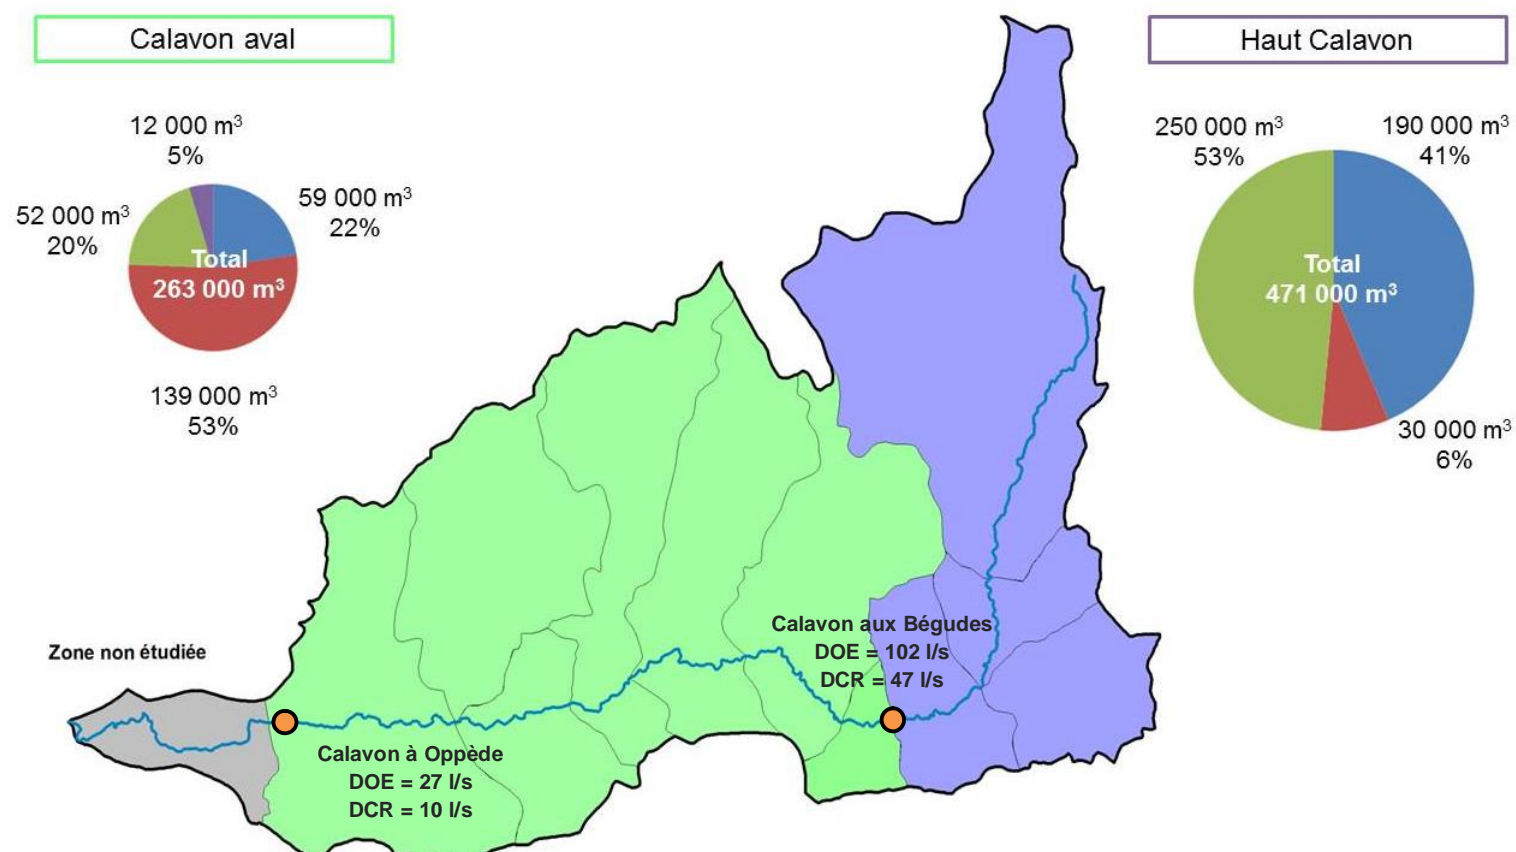 Calavon aval
12 000 m³
5%
59 000 m³
22%
52 000 m³
20%
Total
263 000 m³
139 000 m³
53%
Haut Calavon
250 000 m³
53%
190 000 m³
41%
Total
471 000 m³
30 000 m³
6%
Calavon aux Bégudes
DOE = 102 l/s
DCR = 47 l/s
Zone non étudiée
Calavon à Oppède
DOE = 27 l/s
DCR = 10 l/s